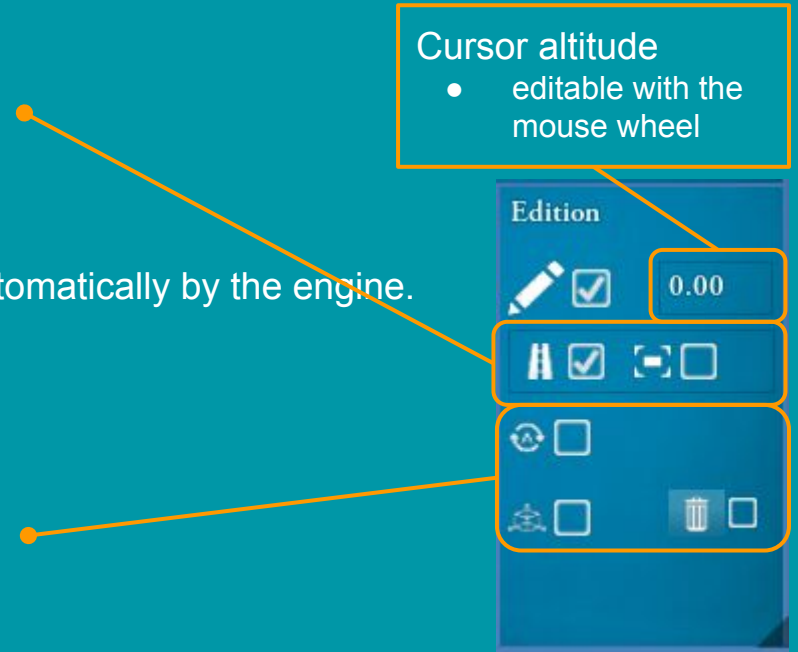 Cursor altitude
● editable with the
mouse wheel
Edition
0.00
tomatically by the engine.